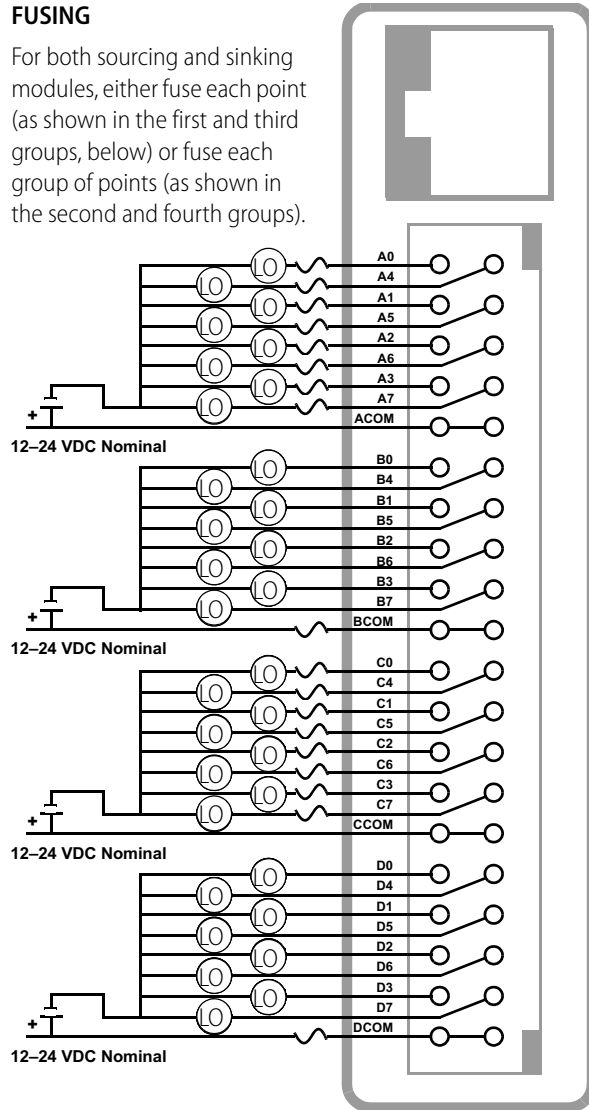 FUSING
For both sourcing and sinking
modules, either fuse each point
(as shown in the first and third
groups, below) or fuse each
group of points (as shown in
the second and fourth groups).
LO A0
LO A4
LO A1
LO A5
LO A2
LO A6
LO A3
LO A7
+ ACOM
12–24 VDC Nominal
LO B0
LO B4
LO B1
LO B5
LO B2
LO B6
LO B3
LO B7
+ BCOM
12–24 VDC Nominal
LO C0
LO C4
LO C1
LO C5
LO C2
LO C6
LO C3
LO C7
+ CCOM
12–24 VDC Nominal
LO D0
LO D4
LO D1
LO D5
LO D2
LO D6
LO D3
LO D7
+ DCOM
12–24 VDC Nominal